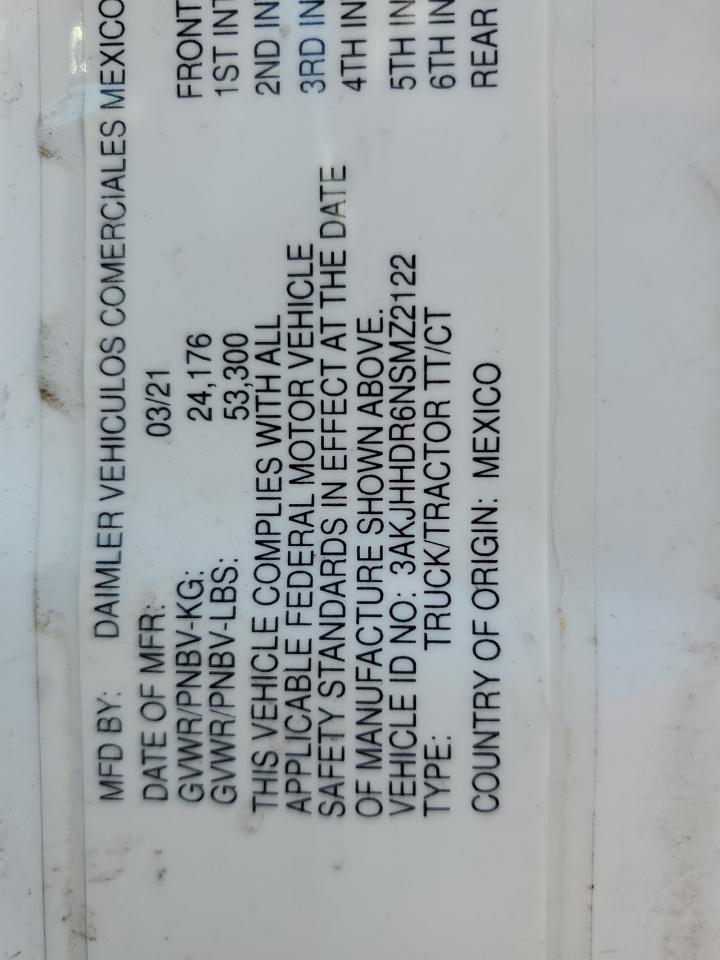 MFD BY: DAIMLER VEHICULOS COMERCIALES MEXICO
DATE OF MFR: 03/21
GVWR/PNBV-KG: 24,176
GVWR/PNBV-LBS: 53,300
THIS VEHICLE COMPLIES WITH ALL
APPLICABLE FEDERAL MOTOR VEHICLE
SAFETY STANDARDS IN EFFECT AT THE DATE
OF MANUFACTURE SHOWN ABOVE.
VEHICLE ID NO: 3AKJHHDR6NSMZ2122
TYPE: TRUCK/TRACTOR TT/CT
COUNTRY OF ORIGIN: MEXICO
FRONT
1ST INT
2ND IN
3RD IN
4TH IN
5TH IN
6TH IN
REAR